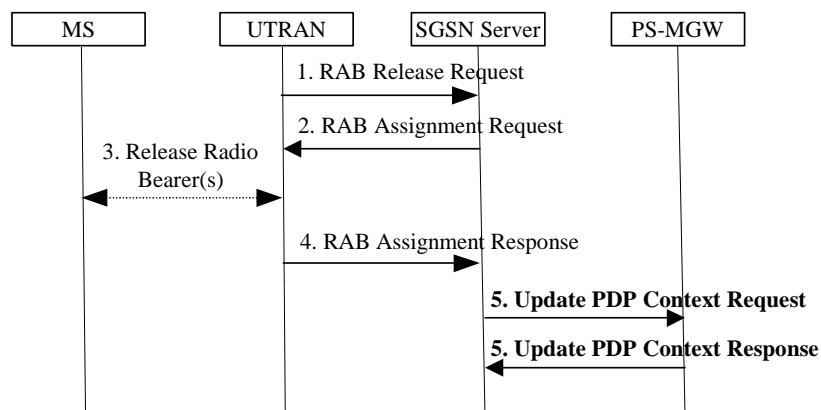 MS
UTRAN
SGSN Server
PS-MGW
1. RAB Release Request
2. RAB Assignment Request
3. Release Radio
Bearer(s)
4. RAB Assignment Response
5. Update PDP Context Request
5. Update PDP Context Response